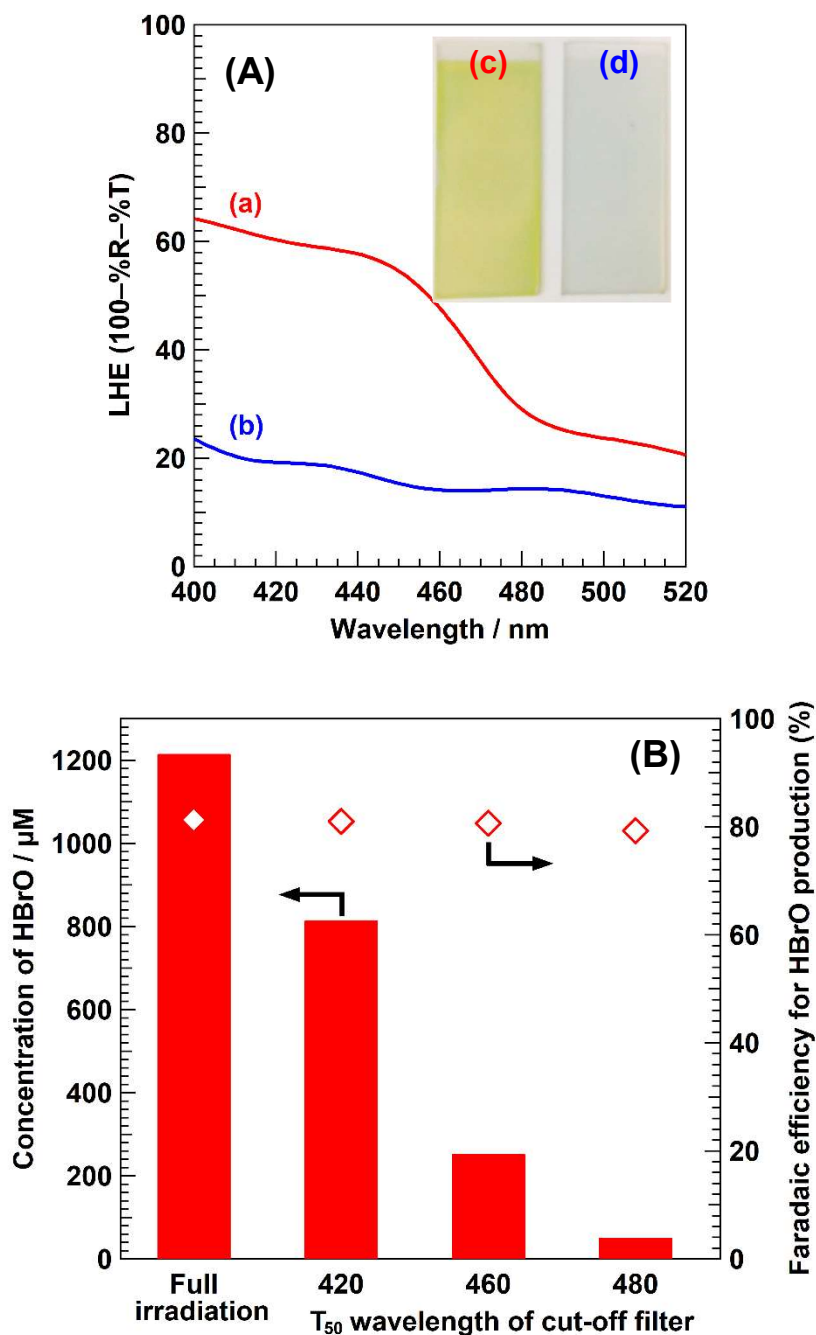 100
(A)
(c)
(d)
80
LHE (100–%R–%T)
(a)
60
40
(b)
20
0
400
420
440
460
480
500
520
Wavelength / nm
100
(B)
1200
1000
80
800
60
600
40
400
20
200
0
0
Concentration of HBrO / µM
Faradaic efficiency for HBrO production (%)
Full
irradiation
420
460
480
T₅₀ wavelength of cut-off filter